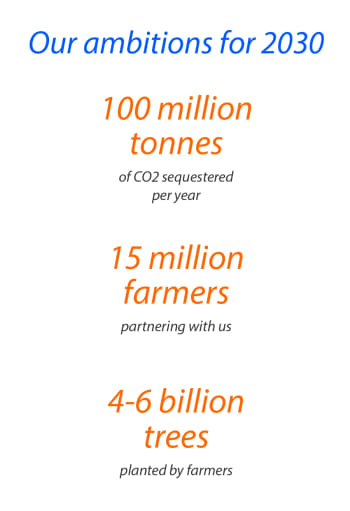 Our ambitions for 2030
100 million
tonnes
of CO2 sequestered
per year
15 million
farmers
partnering with us
4-6 billion
trees
planted by farmers